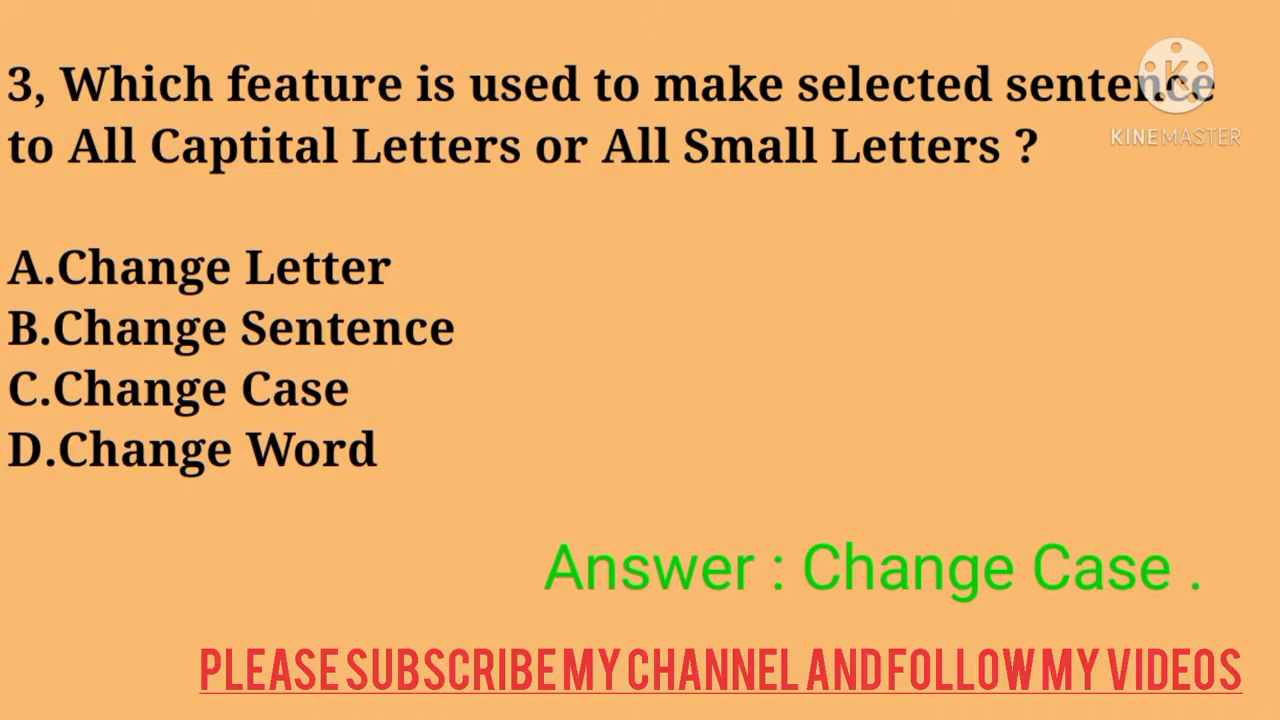 3, Which feature is used to make selected sentence
to All Captital Letters or All Small Letters ?
KINEMASTER
A.Change Letter
B.Change Sentence
C.Change Case
D.Change Word
Answer : Change Case .
PLEASE SUBSCRIBE MY CHANNEL AND FOLLOW MY VIDEOS